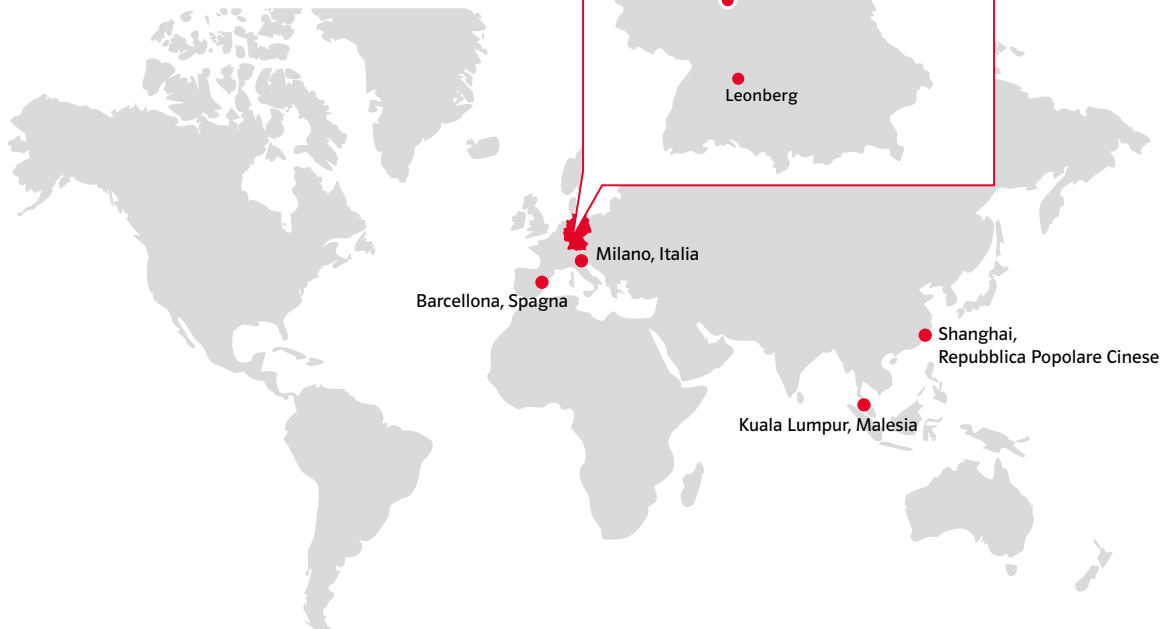 Leonberg
Milano, Italia
Barcellona, Spagna
Shanghai,
Repubblica Popolare Cinese
Kuala Lumpur, Malesia